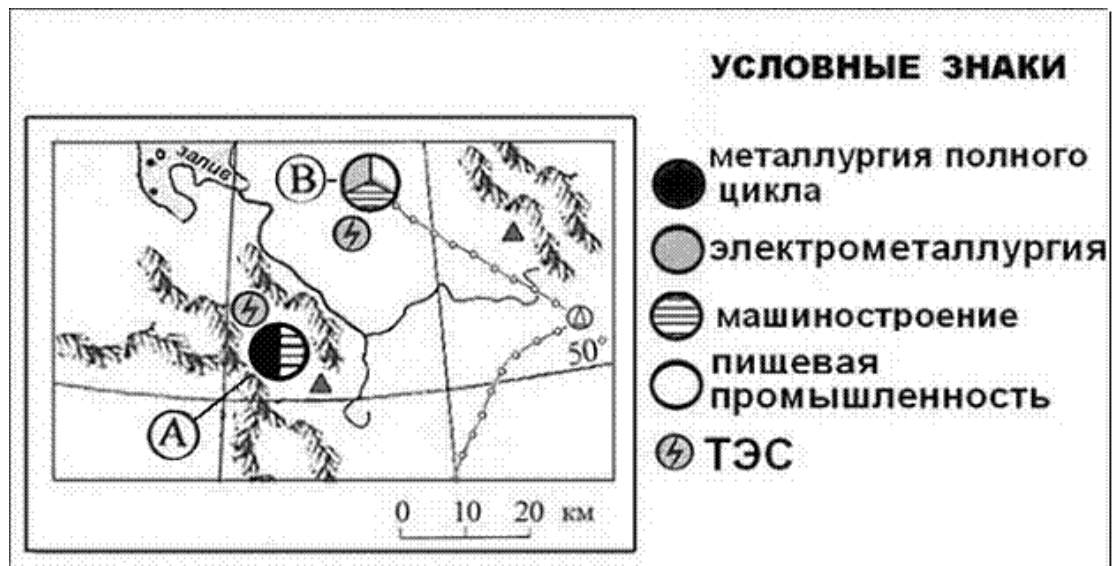 УСЛОВНЫЕ ЗНАКИ
залив
В
50°
А
0 10 20 км
металлургия полного
цикла
электрометаллургия
машиностроение
пищевая
промышленность
ТЭС